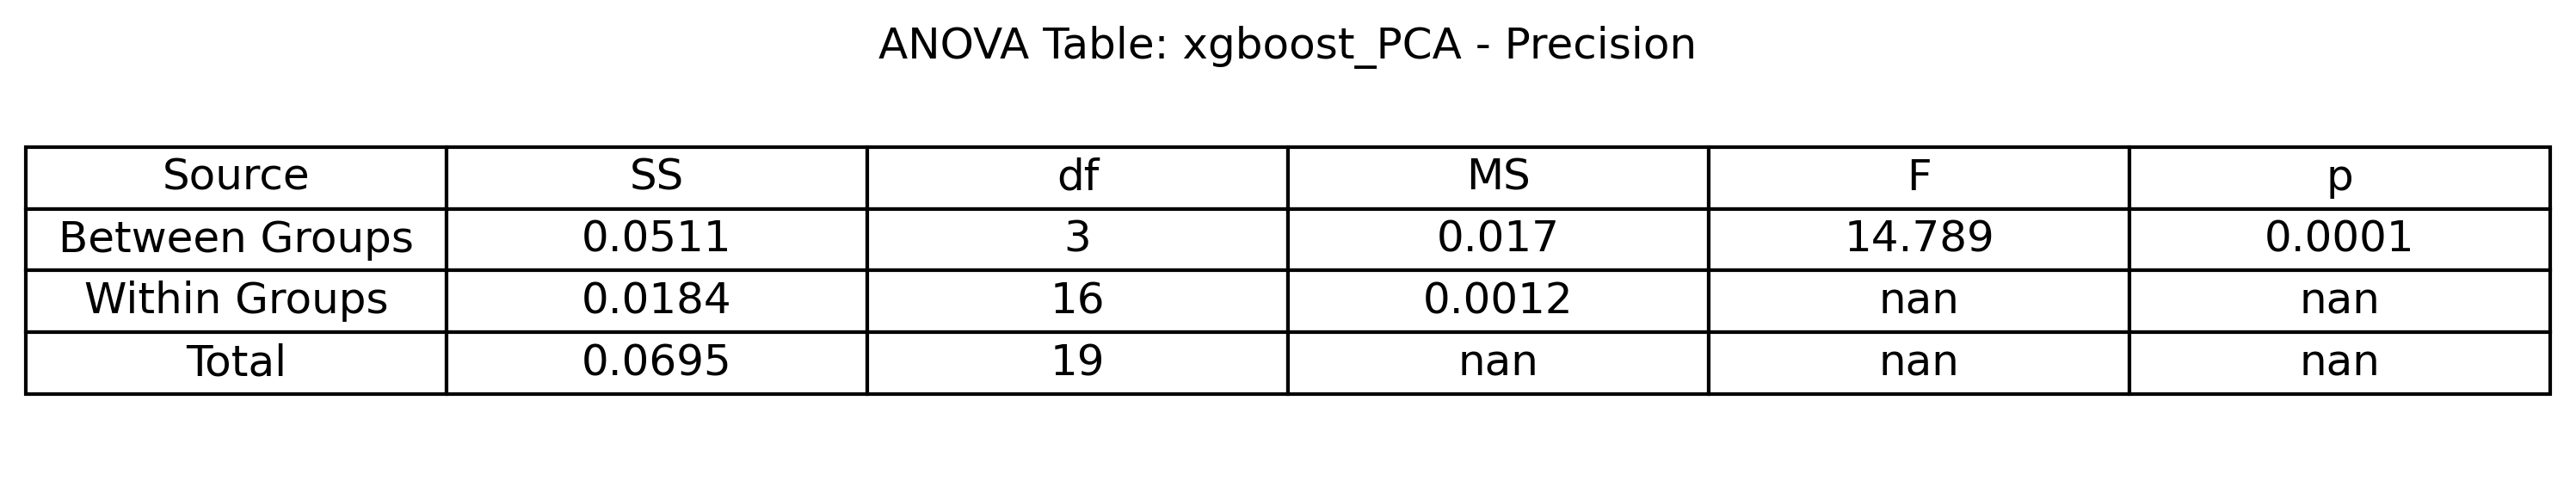 ANOVA Table: xgboost_PCA - Precision
Source SS df MS F p
Between Groups 0.0511 3 0.017 14.789 0.0001
Within Groups 0.0184 16 0.0012 nan nan
Total 0.0695 19 nan nan nan